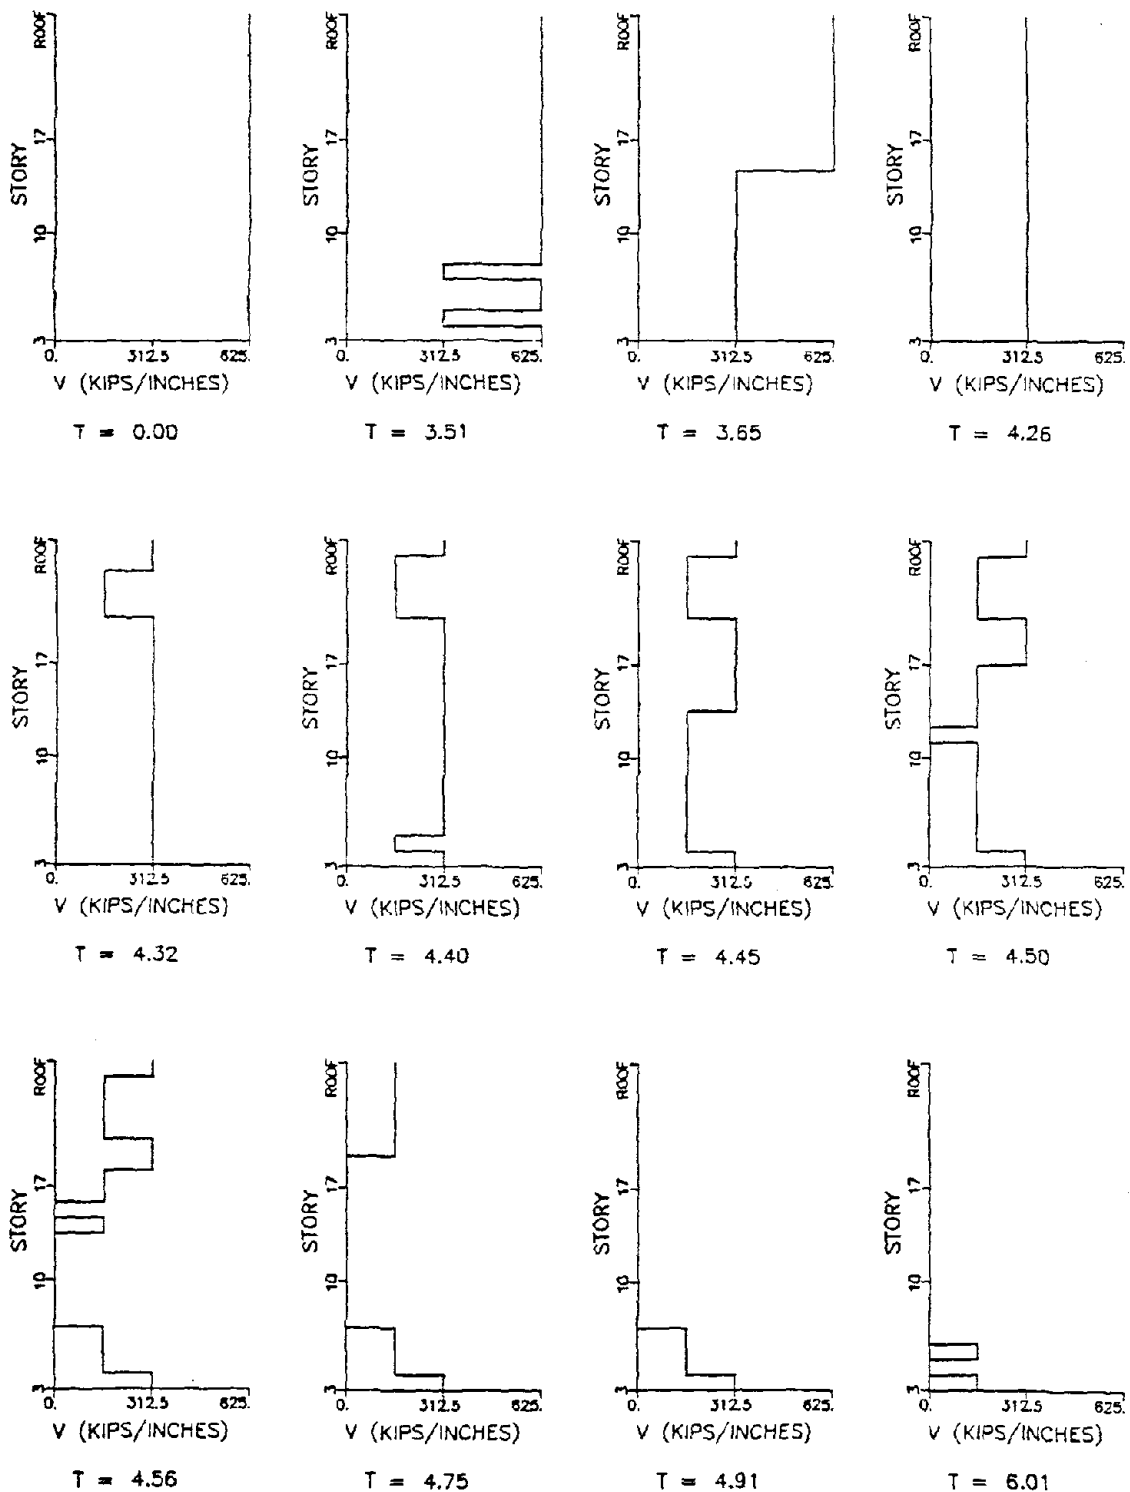 ROOF
17
STORY
10
3
0. 312.5 625.
V (KIPS/INCHES)
T = 0.00
ROOF
17
STORY
10
3
0. 312.5 625.
V (KIPS/INCHES)
T = 3.51
ROOF
17
STORY
10
3
0. 312.5 625.
V (KIPS/INCHES)
T = 3.65
ROOF
17
STORY
10
3
0. 312.5 625.
V (KIPS/INCHES)
T = 4.26
ROOF
17
STORY
10
3
0. 312.5 625.
V (KIPS/INCHES)
T = 4.32
ROOF
17
STORY
10
3
0. 312.5 625.
V (KIPS/INCHES)
T = 4.40
ROOF
17
STORY
10
3
0. 312.5 625.
V (KIPS/INCHES)
T = 4.45
ROOF
17
STORY
10
3
0. 312.5 625.
V (KIPS/INCHES)
T = 4.50
ROOF
17
STORY
10
3
0. 312.5 625.
V (KIPS/INCHES)
T = 4.56
ROOF
17
STORY
10
3
0. 312.5 625.
V (KIPS/INCHES)
T = 4.75
ROOF
17
STORY
10
3
0. 312.5 625.
V (KIPS/INCHES)
T = 4.91
ROOF
17
STORY
10
3
0. 312.5 625.
V (KIPS/INCHES)
T = 6.01